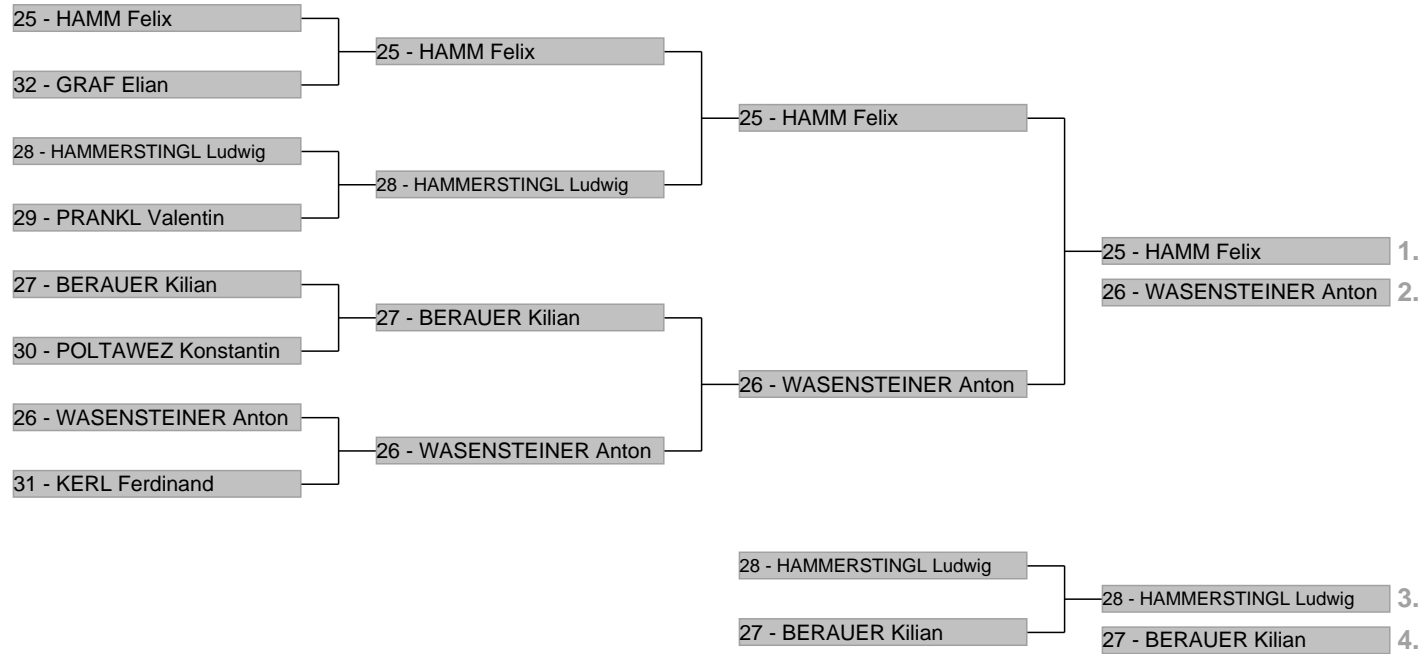 25 - HAMM Felix
32 - GRAF Elian
28 - HAMMERSTINGL Ludwig
29 - PRANKL Valentin
27 - BERAUER Kilian
30 - POLTAWEZ Konstantin
26 - WASENSTEINER Anton
31 - KERL Ferdinand
25 - HAMM Felix
28 - HAMMERSTINGL Ludwig
27 - BERAUER Kilian
26 - WASENSTEINER Anton
25 - HAMM Felix
26 - WASENSTEINER Anton
25 - HAMM Felix 1.
26 - WASENSTEINER Anton 2.
28 - HAMMERSTINGL Ludwig
27 - BERAUER Kilian
28 - HAMMERSTINGL Ludwig 3.
27 - BERAUER Kilian 4.